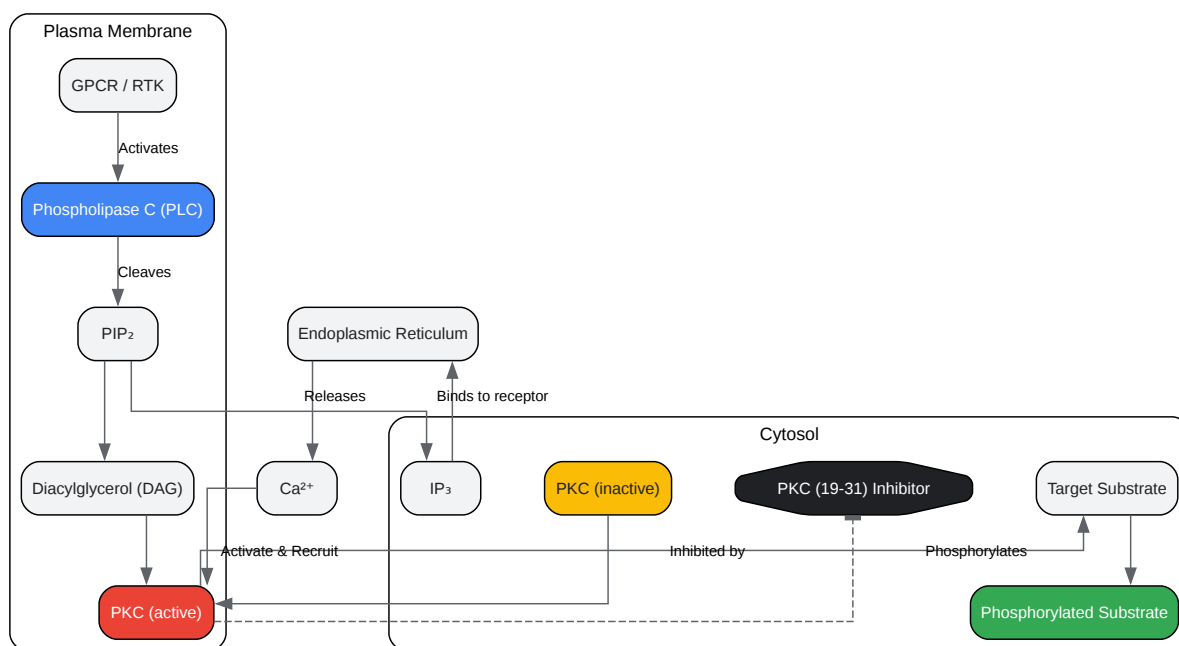 Plasma Membrane
GPCR / RTK
Activates
Phospholipase C (PLC)
Cleaves
PIP₂
Endoplasmic Reticulum
Releases
Binds to receptor
Cytosol
Diacylglycerol (DAG)
Ca²⁺
IP₃
PKC (inactive)
PKC (19-31) Inhibitor
Target Substrate
Activate & Recruit
Inhibited by
Phosphorylates
PKC (active)
Phosphorylated Substrate